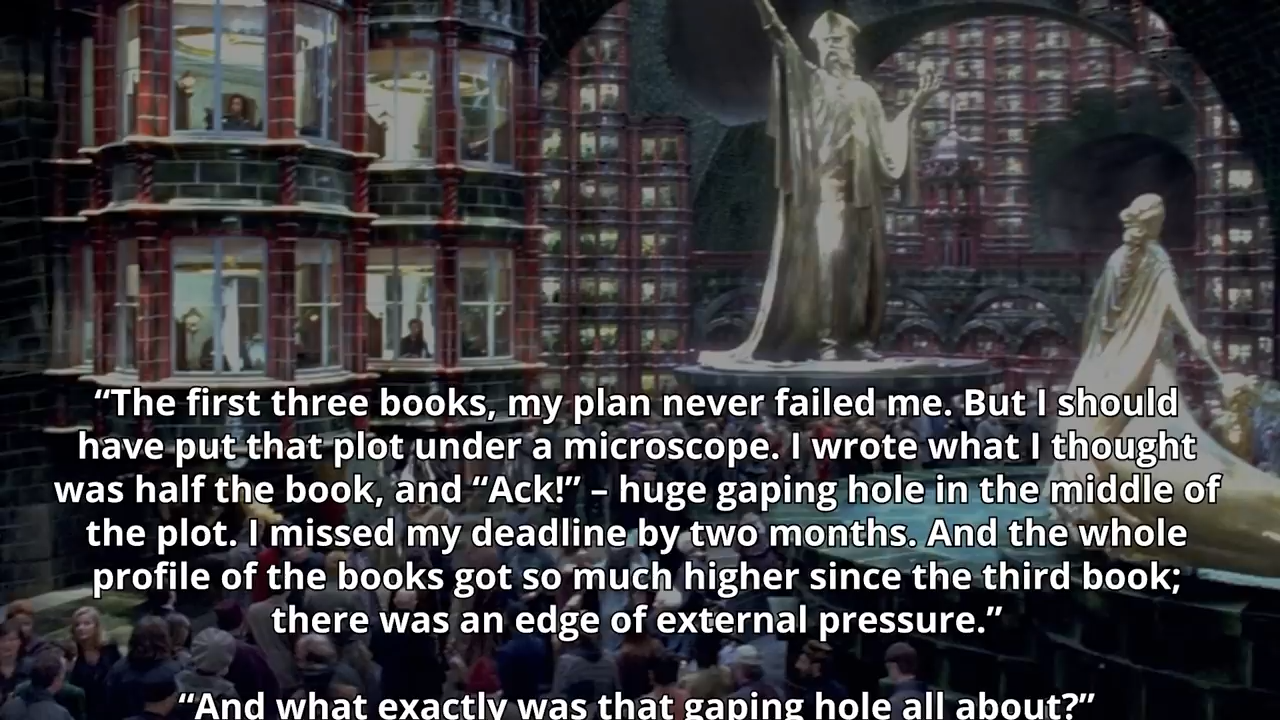 “The first three books, my plan never failed me. But I should
have put that plot under a microscope. I wrote what I thought
was half the book, and “Ack!” – huge gaping hole in the middle of
the plot. I missed my deadline by two months. And the whole
profile of the books got so much higher since the third book;
there was an edge of external pressure.”
“And what exactly was that gaping hole all about?”